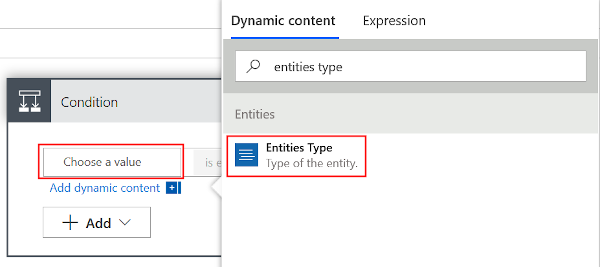 Dynamic content Expression
entities type
Entities
Condition
Choose a value
is e
Entities Type
Type of the entity.
Add dynamic content
Add